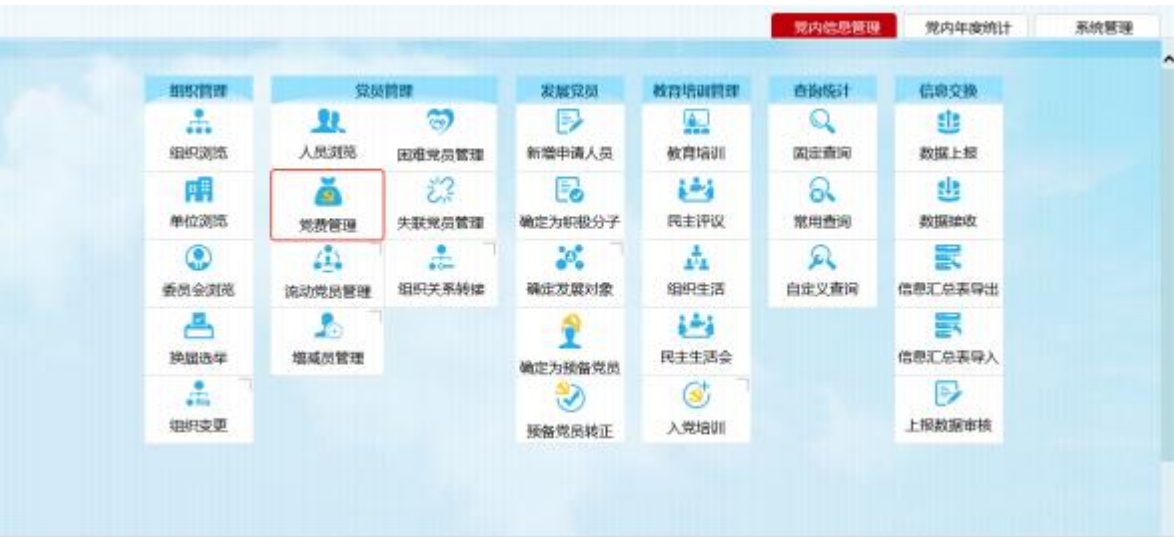 党内信息管理 党内年度统计 系统管理
组织管理 党员管理 发展党员 教育培训管理 查询统计 信息交换
组织浏览 人员浏览 困难党员管理 新增申请人员 教育培训 固定查询 数据上报
单位浏览 党费管理 失联党员管理 确定为积极分子 民主评议 常用查询 数据接收
委员会浏览 流动党员管理 组织关系转接 确定发展对象 组织生活 自定义查询 信息汇总表导出
换届选举 增减员管理 确定为预备党员 民主生活会 信息汇总表导入
组织变更 预备党员转正 入党培训 上报数据审核